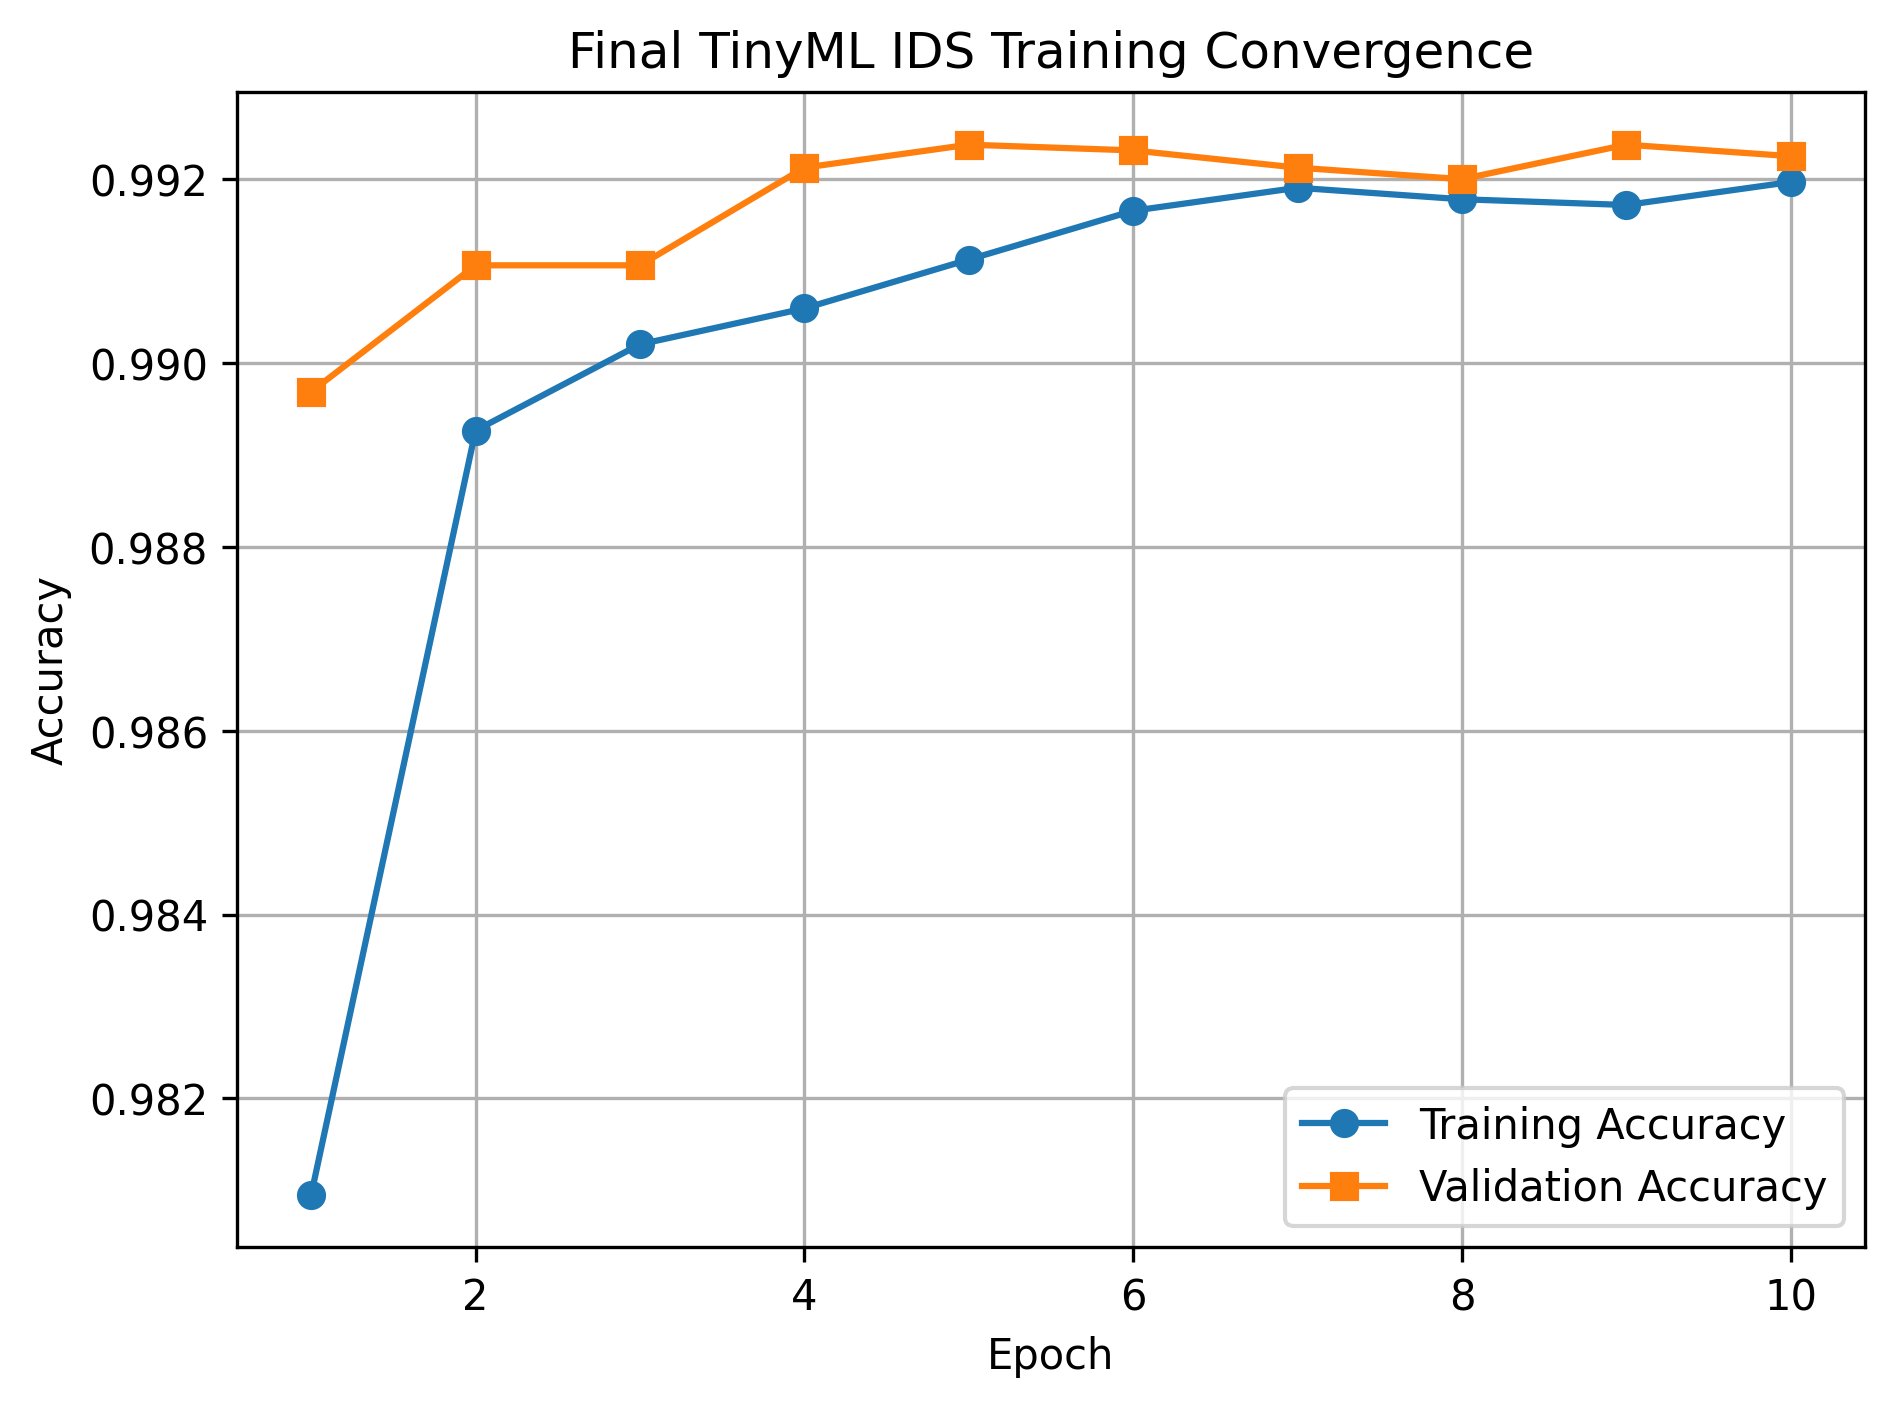 Final TinyML IDS Training Convergence
0.992
0.990
0.988
0.986
0.984
0.982
Accuracy
2 4 6 8 10
Epoch
Training Accuracy
Validation Accuracy